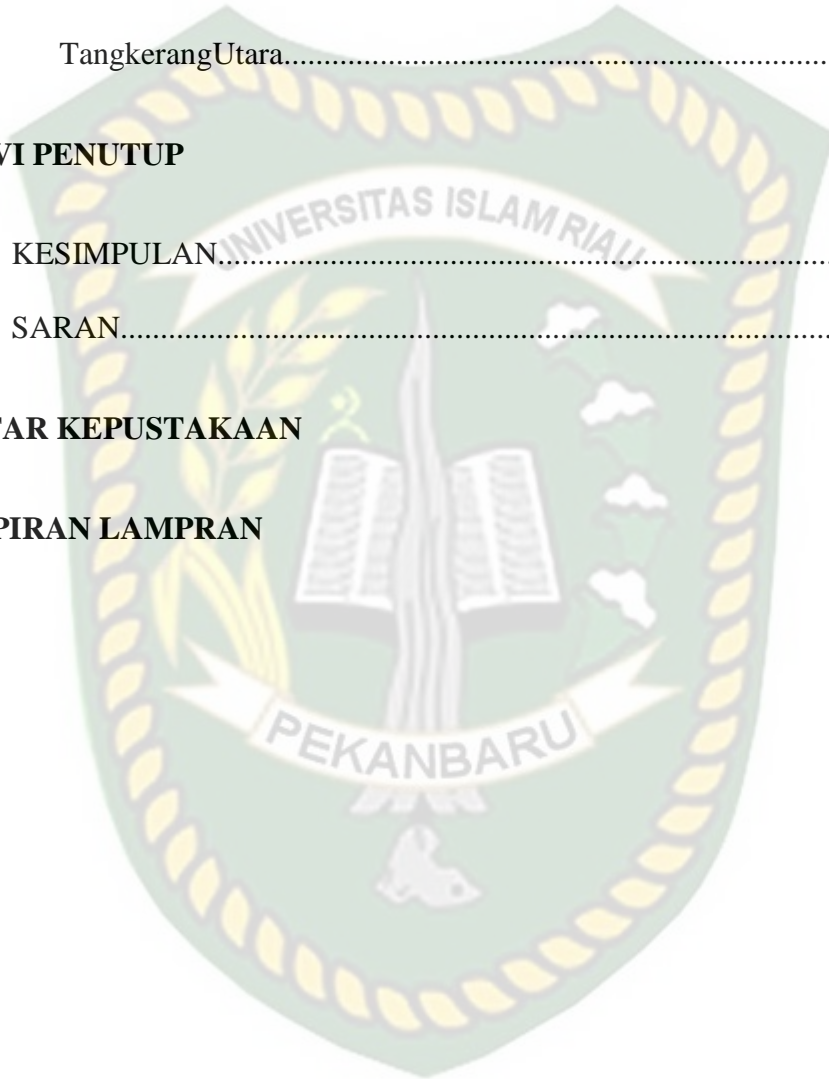 TangkerangUtara....................................................................
VI PENUTUP
UNIVERSITAS ISLAM RIAU
KESIMPULAN............................................................................
SARAN........................................................................................
TAR KEPUSTAKAAN
PIRAN LAMPRAN
PEKANBARU